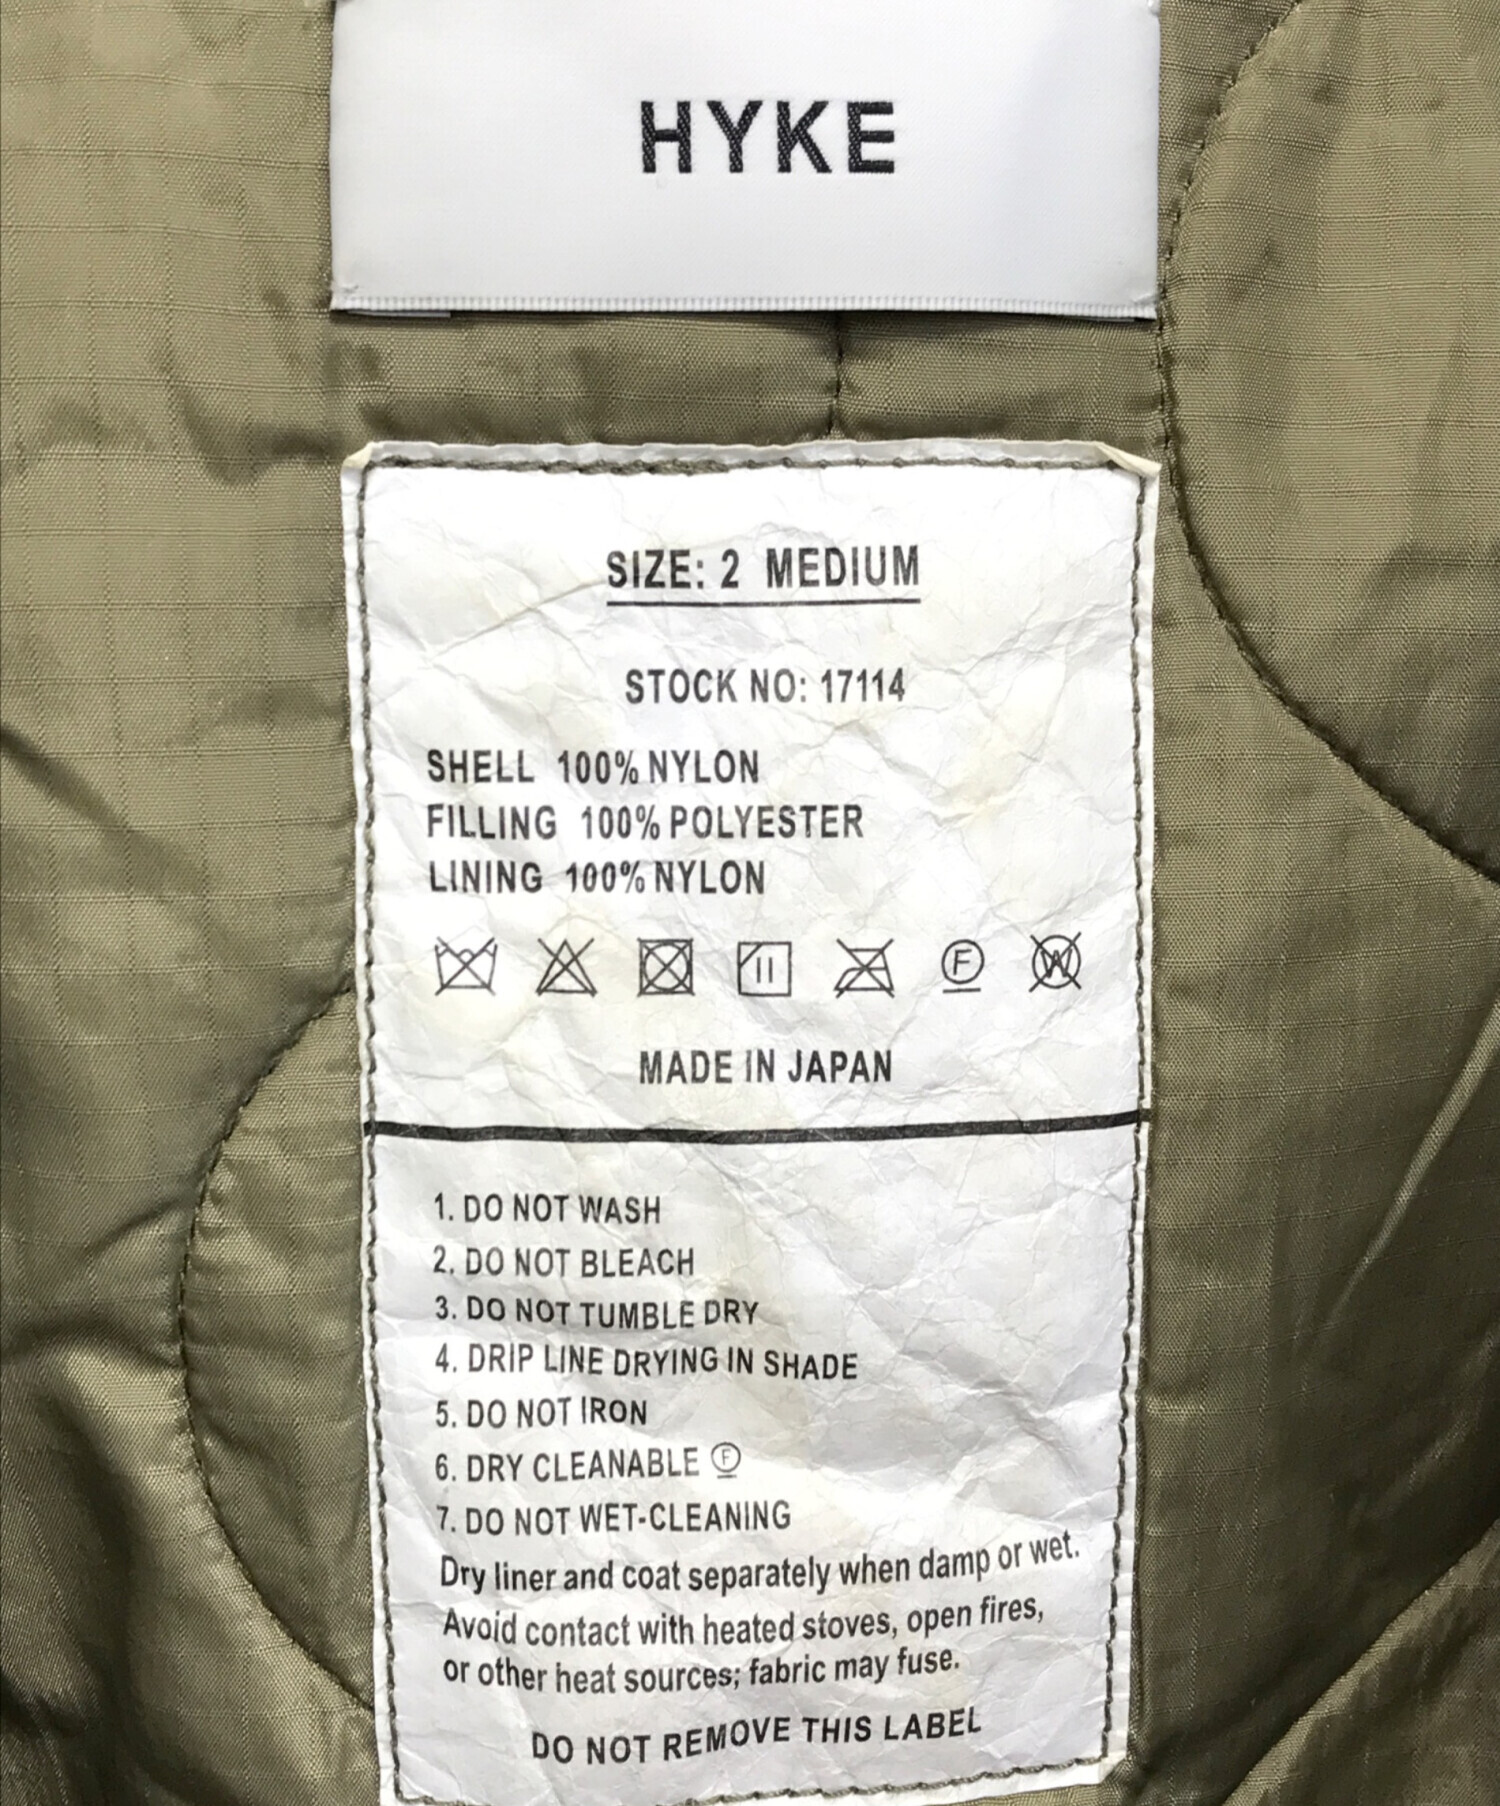 HYKE
SIZE: 2 MEDIUM
STOCK NO: 17114
SHELL 100% NYLON
FILLING 100% POLYESTER
LINING 100% NYLON
F W
MADE IN JAPAN
1. DO NOT WASH
2. DO NOT BLEACH
3. DO NOT TUMBLE DRY
4. DRIP LINE DRYING IN SHADE
5. DO NOT IRON
6. DRY CLEANABLE Ⓕ
7. DO NOT WET-CLEANING
Dry liner and coat separately when damp or wet.
Avoid contact with heated stoves, open fires,
or other heat sources; fabric may fuse.
DO NOT REMOVE THIS LABEL